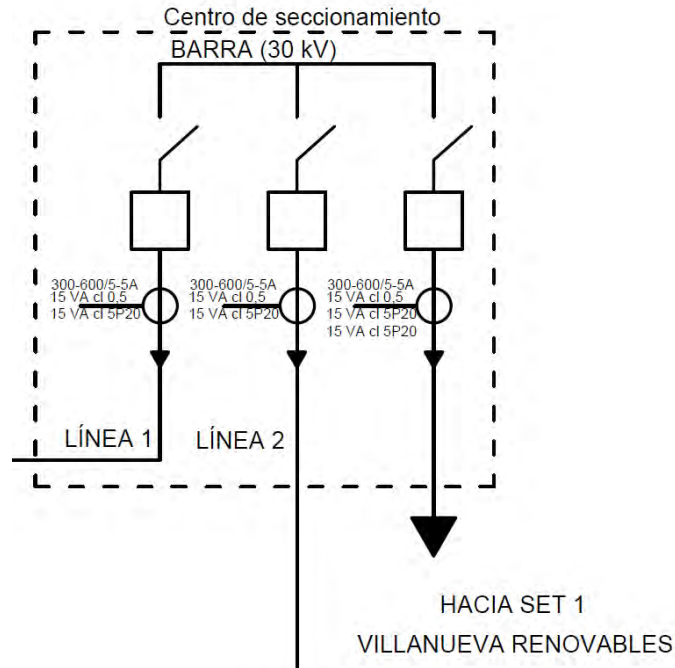 Centro de seccionamiento
BARRA (30 kV)
300-600/5-5A
15 VA cl 0,5
15 VA cl 5P20
300-600/5-5A
15 VA cl 0,5
15 VA cl 5P20
300-600/5-5A
15 VA cl 0,5
15 VA cl 5P20
15 VA cl 5P20
LÍNEA 1
LÍNEA 2
HACIA SET 1
VILLANUEVA RENOVABLES